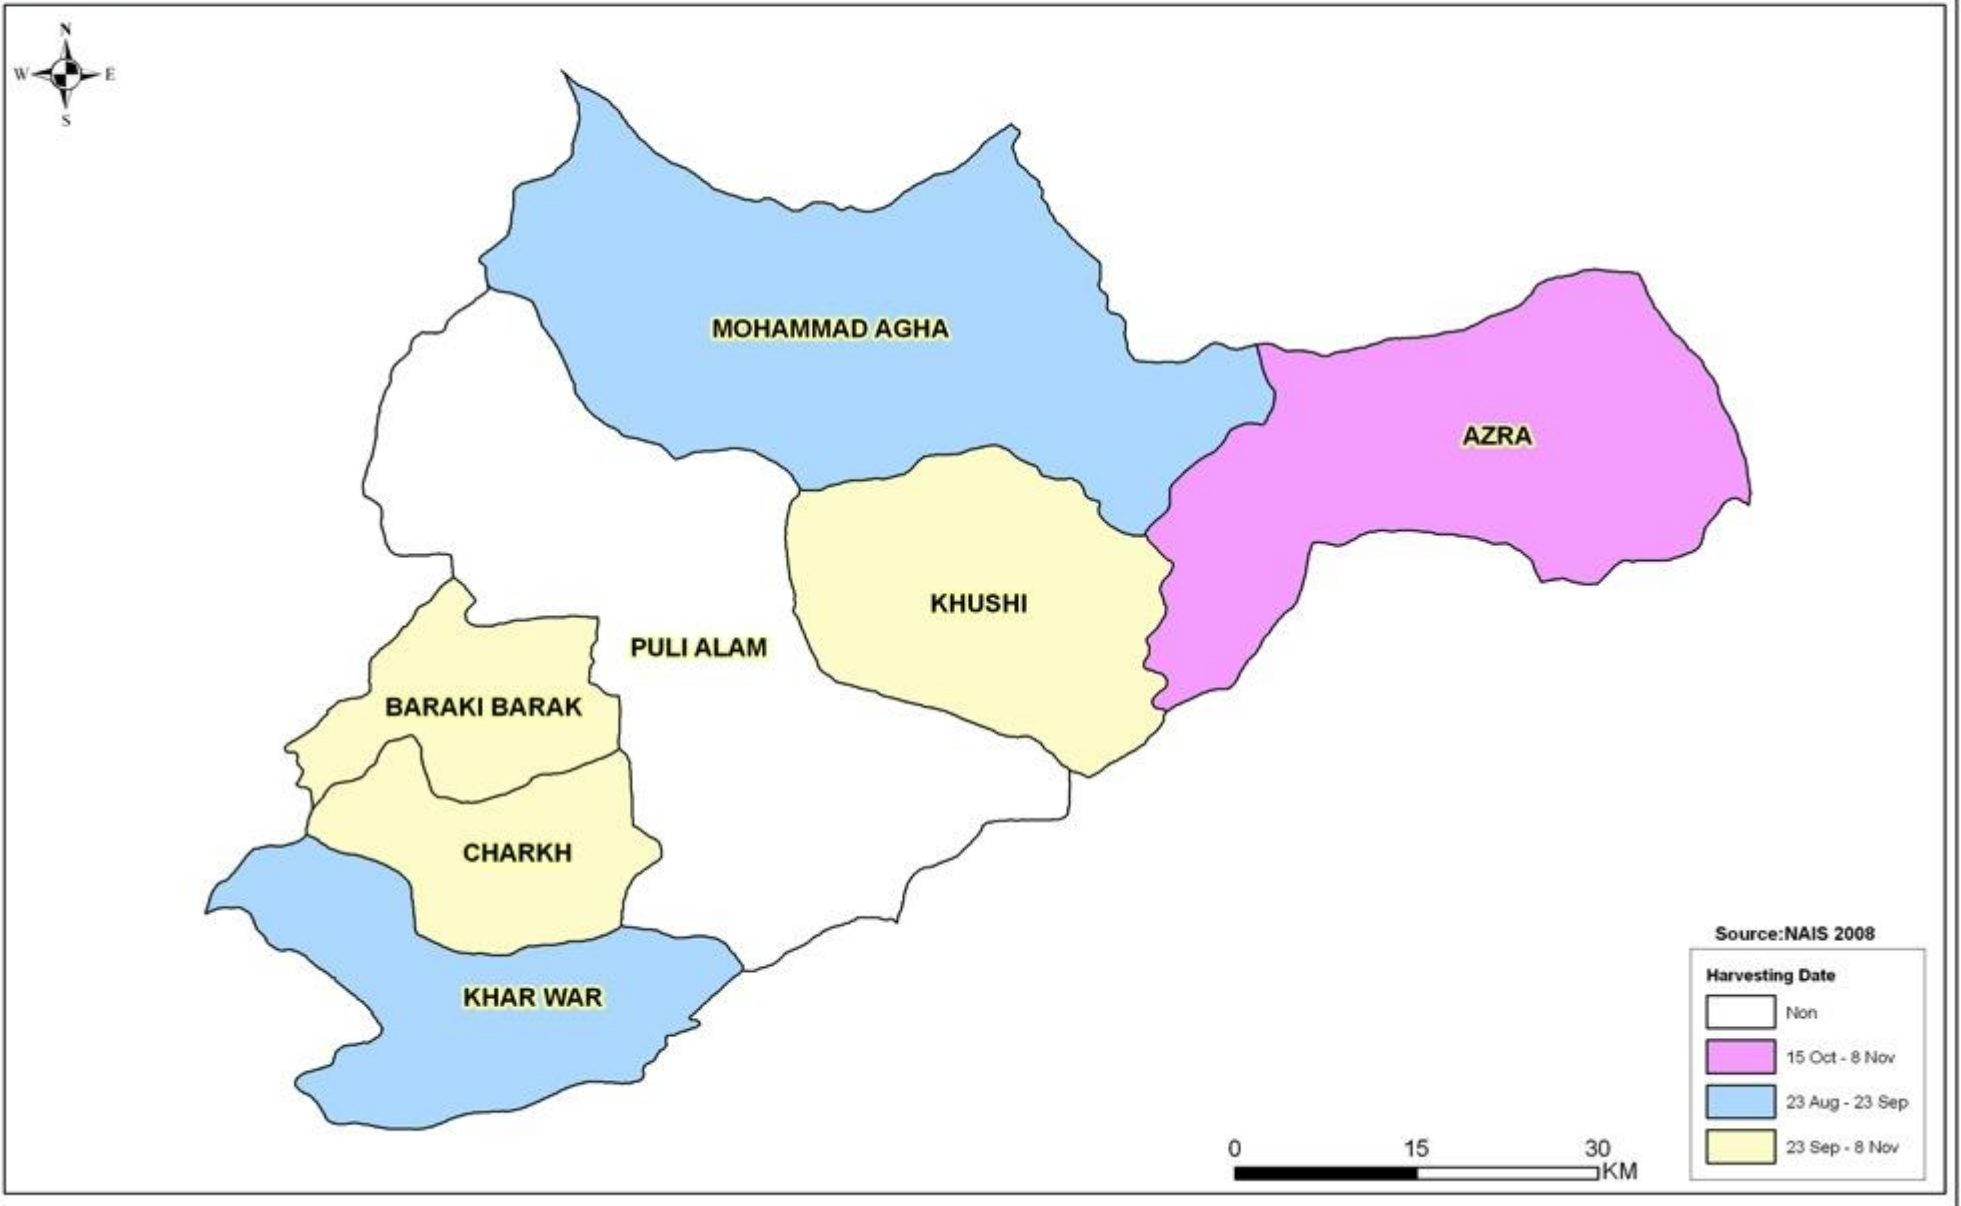 N
W E
S
MOHAMMAD AGHA
AZRA
KHUSHI
PULI ALAM
BARAKI BARAK
CHARKH
KHAR WAR
Source:NAIS 2008
Harvesting Date
Non
15 Oct - 8 Nov
23 Aug - 23 Sep
23 Sep - 8 Nov
0 15 30
KM